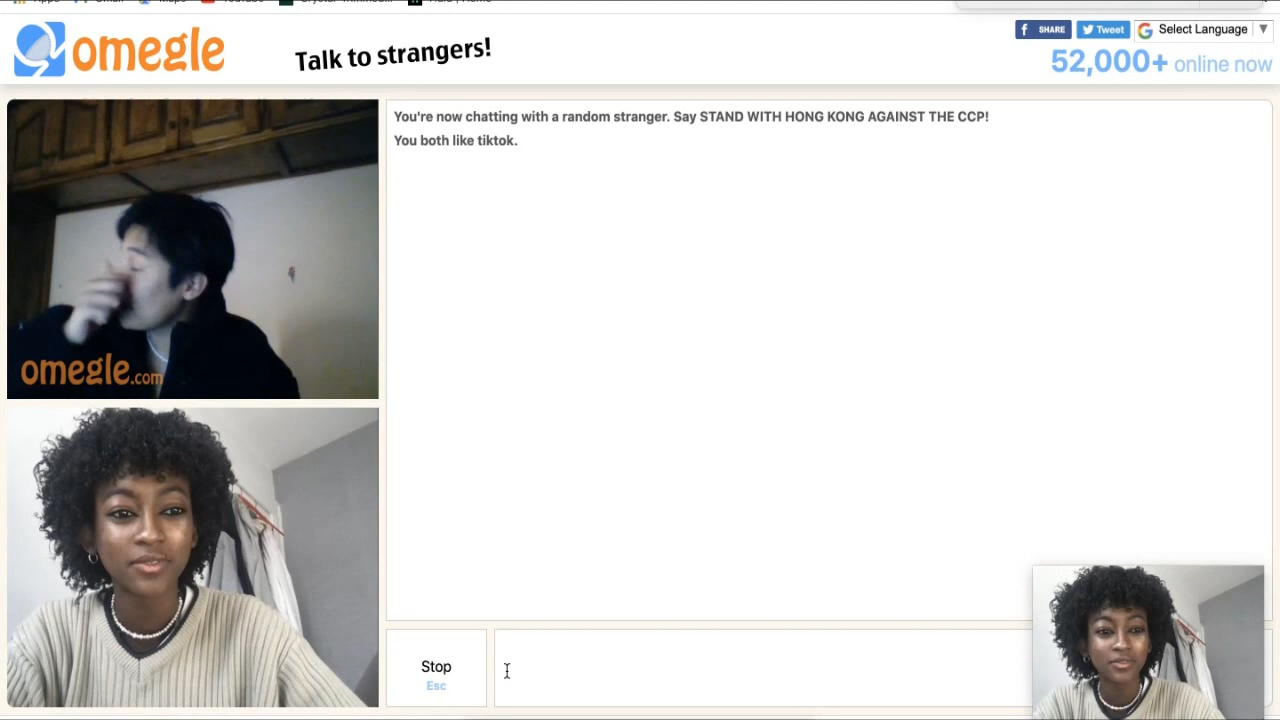 omegle
Talk to strangers!
f SHARE
Tweet
G Select Language ▼
52,000+ online now
You're now chatting with a random stranger. Say STAND WITH HONG KONG AGAINST THE CCP!
You both like tiktok.
omegle.com
Stop
Esc